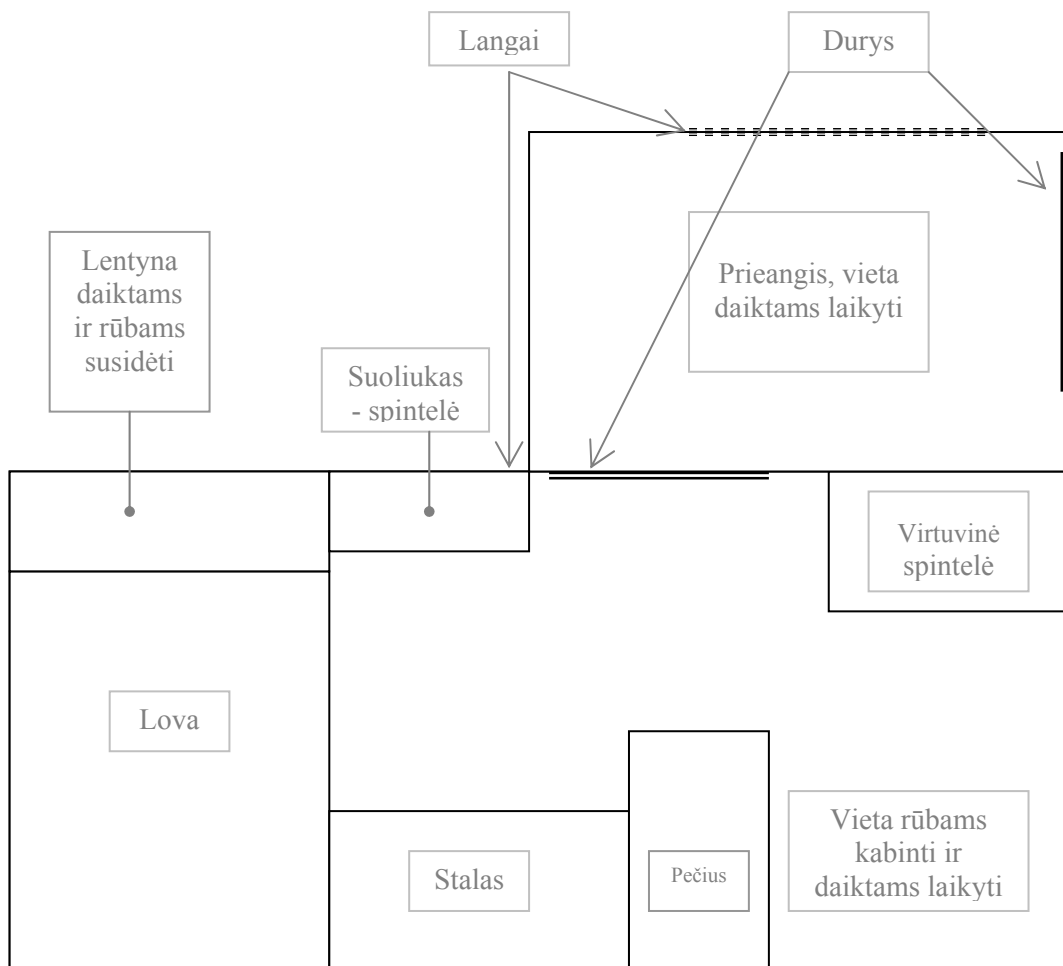 Langai
Durys
Lentyna
daiktams
ir rūbams
susidėti
Prieangis, vieta
daiktams laikyti
Suoliukas
- spintelė
Virtuvinė
spintelė
Lova
Stalas
Pečius
Vieta rūbams
kabinti ir
daiktams laikyti